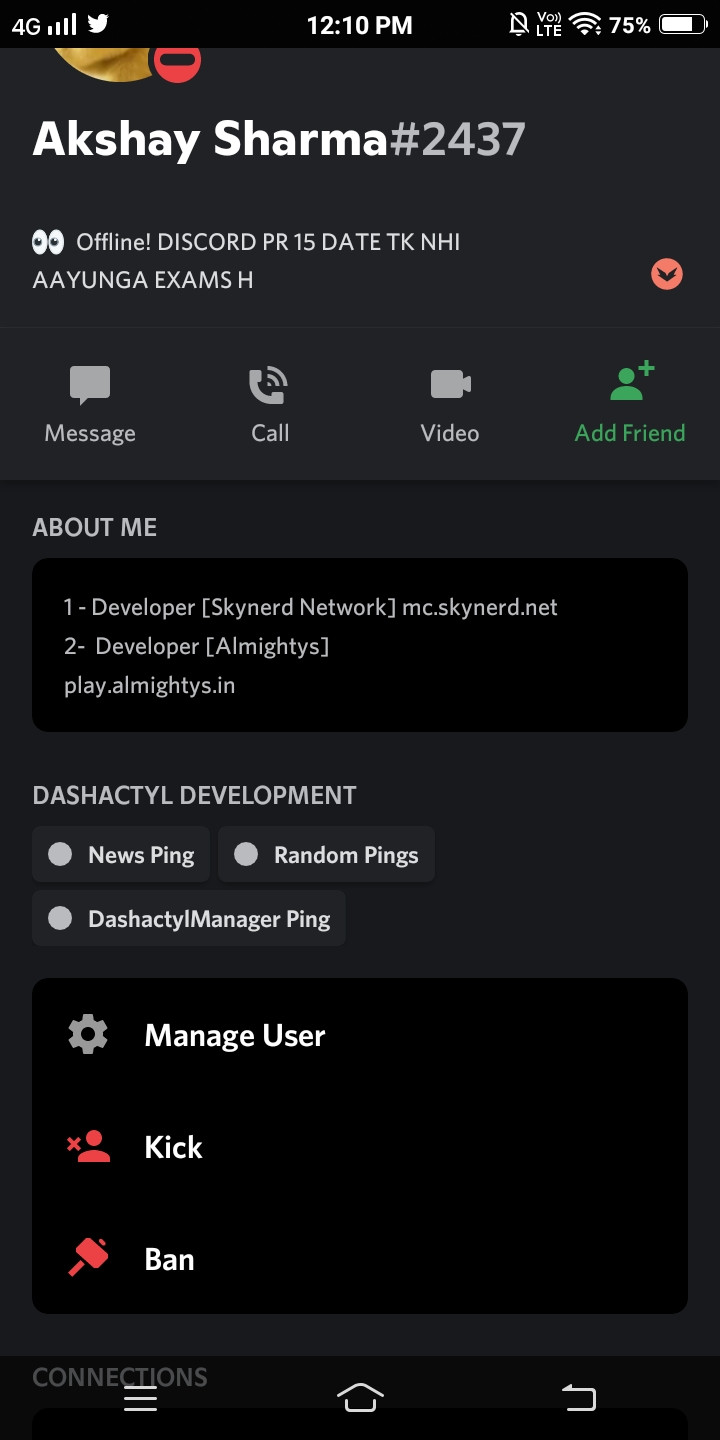 4G 12:10 PM Vo)) LTE 75%
Akshay Sharma#2437
👀 Offline! DISCORD PR 15 DATE TK NHI
AAYUNGA EXAMS H
Message Call Video Add Friend
ABOUT ME
1 - Developer [Skynerd Network] mc.skynerd.net
2-  Developer [Almightys]
play.almightys.in
DASHACTYL DEVELOPMENT
News Ping Random Pings
DashactylManager Ping
Manage User
Kick
Ban
CONNECTIONS